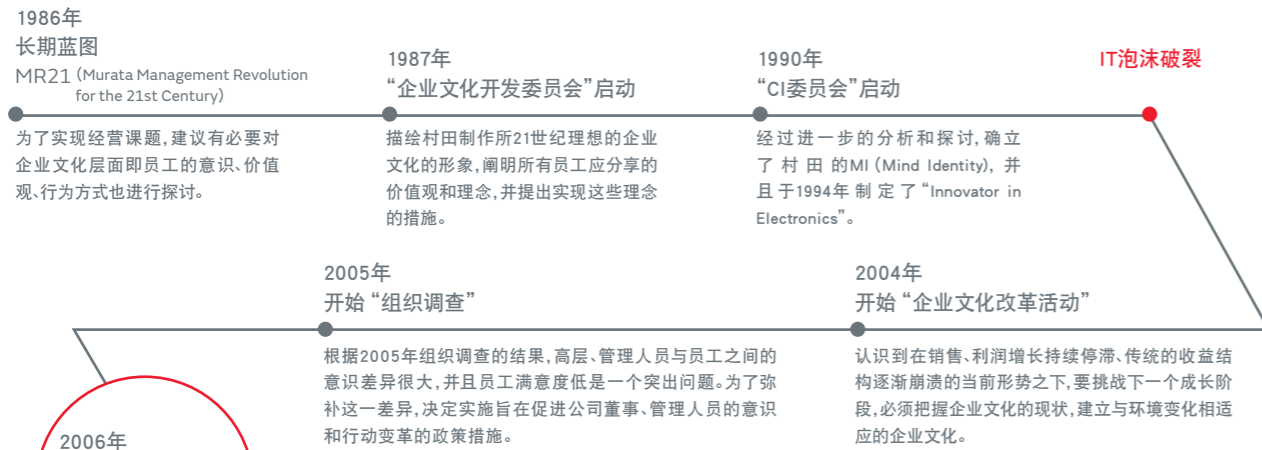 1986年
长期蓝图
MR21 (Murata Management Revolution
for the 21st Century)
为了实现经营课题,建议有必要对
企业文化层面即员工的意识、价值
观、行为方式也进行探讨。
1987年
“企业文化开发委员会”启动
描绘村田制作所21世纪理想的企业
文化的形象,阐明所有员工应分享的
价值观和理念,并提出实现这些理念
的措施。
1990年
“CI委员会”启动
经过进一步的分析和探讨,确立
了村田的MI (Mind Identity), 并
且于1994年制定了“Innovator in
Electronics”。
IT泡沫破裂
2004年
开始“企业文化改革活动”
认识到在销售、利润增长持续停滞、传统的收益结
构逐渐崩溃的当前形势之下,要挑战下一个成长阶
段,必须把握企业文化的现状,建立与环境变化相适
应的企业文化。
2005年
开始“组织调查”
根据2005年组织调查的结果,高层、管理人员与员工之间的
意识差异很大,并且员工满意度低是一个突出问题。为了弥
补这一差异,决定实施旨在促进公司董事、管理人员的意识
和行动变革的政策措施。
2006年